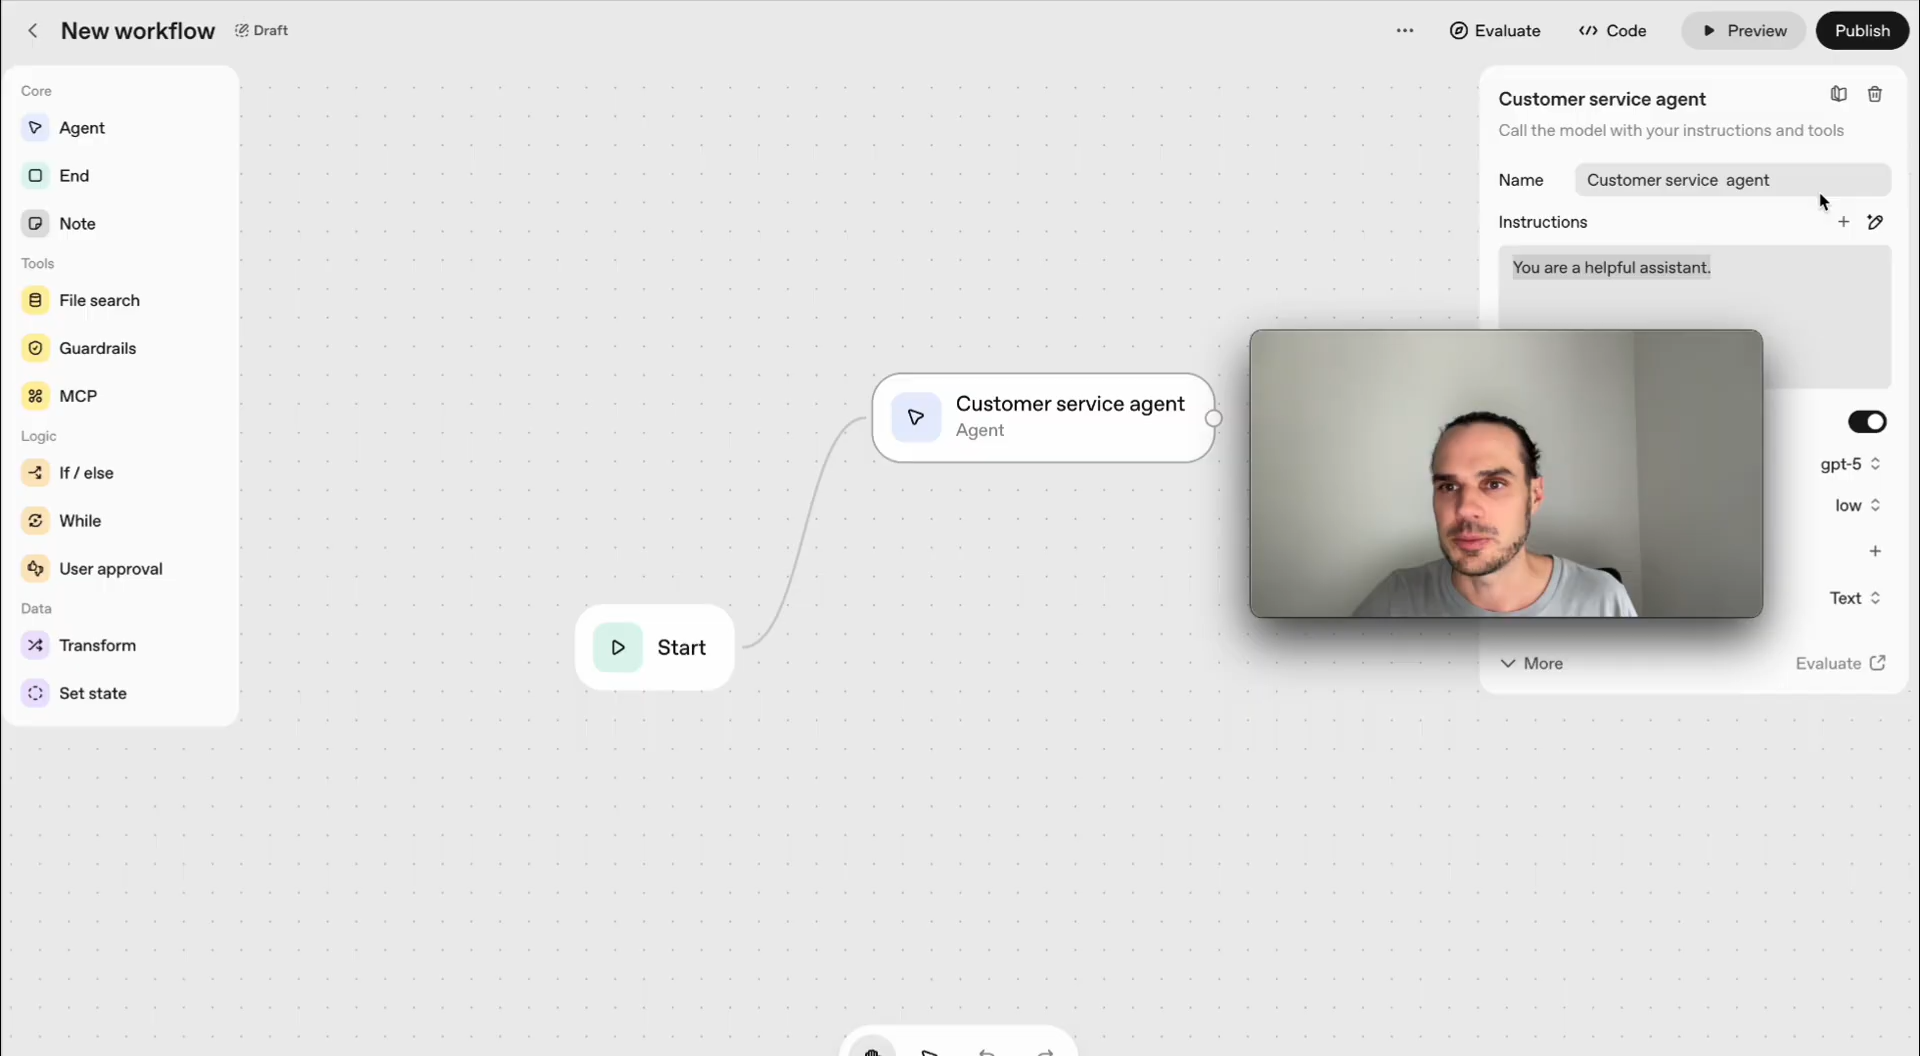 New workflow
Draft
Evaluate
Code
Preview
Publish
Core
Agent
End
Note
Tools
File search
Guardrails
MCP
Logic
If / else
While
User approval
Data
Transform
Set state
Start
Customer service agent
Agent
Customer service agent
Call the model with your instructions and tools
Name
Customer service  agent
Instructions
You are a helpful assistant.
gpt-5
low
Text
More
Evaluate